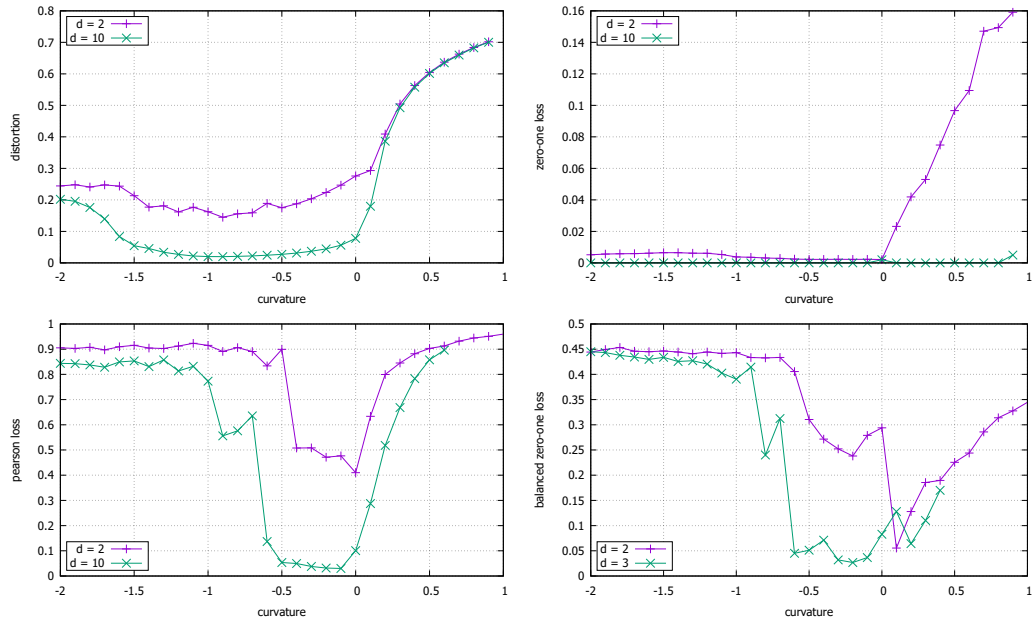 0.8
0.7
0.6
0.5
0.4
0.3
0.2
0.1
0
distortion
d = 2
d = 10
-2 -1.5 -1 -0.5 0 0.5 1
curvature
0.16
0.14
0.12
0.1
0.08
0.06
0.04
0.02
0
zero-one loss
d = 2
d = 10
-2 -1.5 -1 -0.5 0 0.5 1
curvature
1
0.9
0.8
0.7
0.6
0.5
0.4
0.3
0.2
0.1
0
pearson loss
d = 2
d = 10
-2 -1.5 -1 -0.5 0 0.5 1
curvature
0.5
0.45
0.4
0.35
0.3
0.25
0.2
0.15
0.1
0.05
0
balanced zero-one loss
d = 2
d = 3
-2 -1.5 -1 -0.5 0 0.5 1
curvature